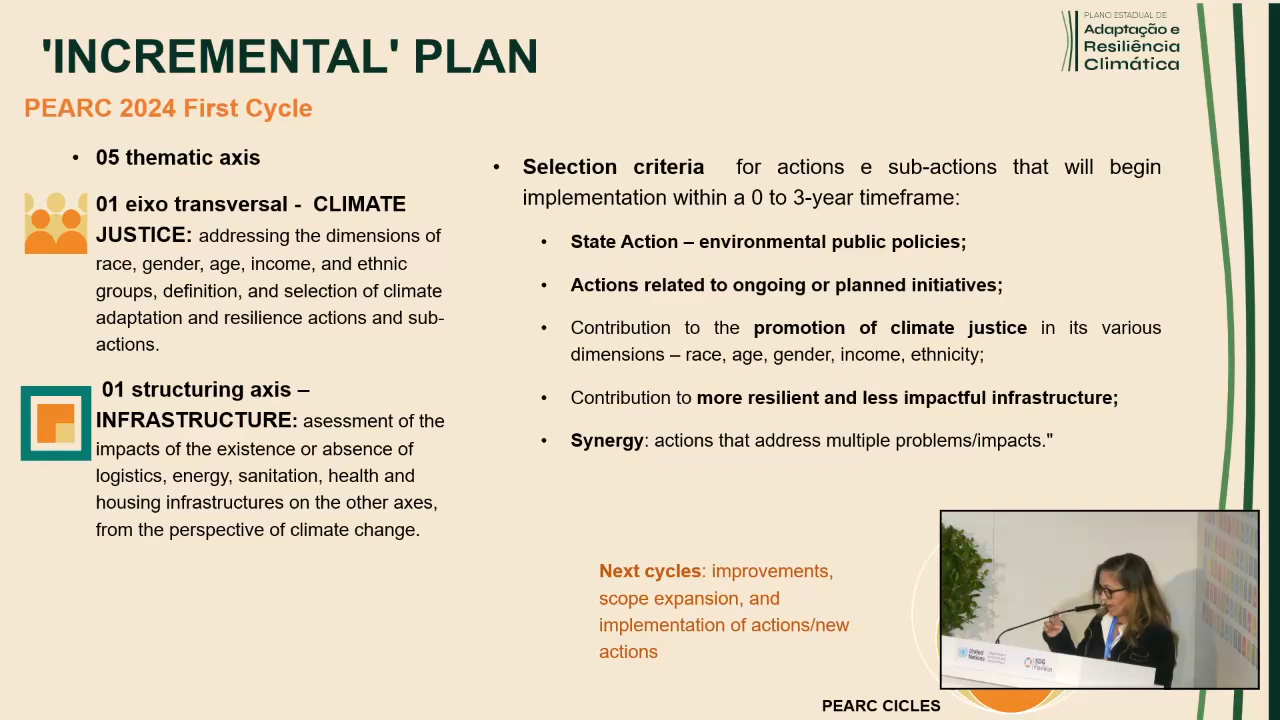 'INCREMENTAL' PLAN
PLANO ESTADUAL DE
Adaptação e
Resiliência
Climática
PEARC 2024 First Cycle
• 05 thematic axis
01 eixo transversal - CLIMATE
JUSTICE: addressing the dimensions of
race, gender, age, income, and ethnic
groups, definition, and selection of climate
adaptation and resilience actions and sub-
actions.
01 structuring axis –
INFRASTRUCTURE: asessment of the
impacts of the existence or absence of
logistics, energy, sanitation, health and
housing infrastructures on the other axes,
from the perspective of climate change.
• Selection criteria for actions e sub-actions that will begin
implementation within a 0 to 3-year timeframe:
• State Action – environmental public policies;
• Actions related to ongoing or planned initiatives;
• Contribution to the promotion of climate justice in its various
dimensions – race, age, gender, income, ethnicity;
• Contribution to more resilient and less impactful infrastructure;
• Synergy: actions that address multiple problems/impacts."
Next cycles: improvements,
scope expansion, and
implementation of actions/new
actions
PEARC CICLES
United
Nations
SDG
Pavilion